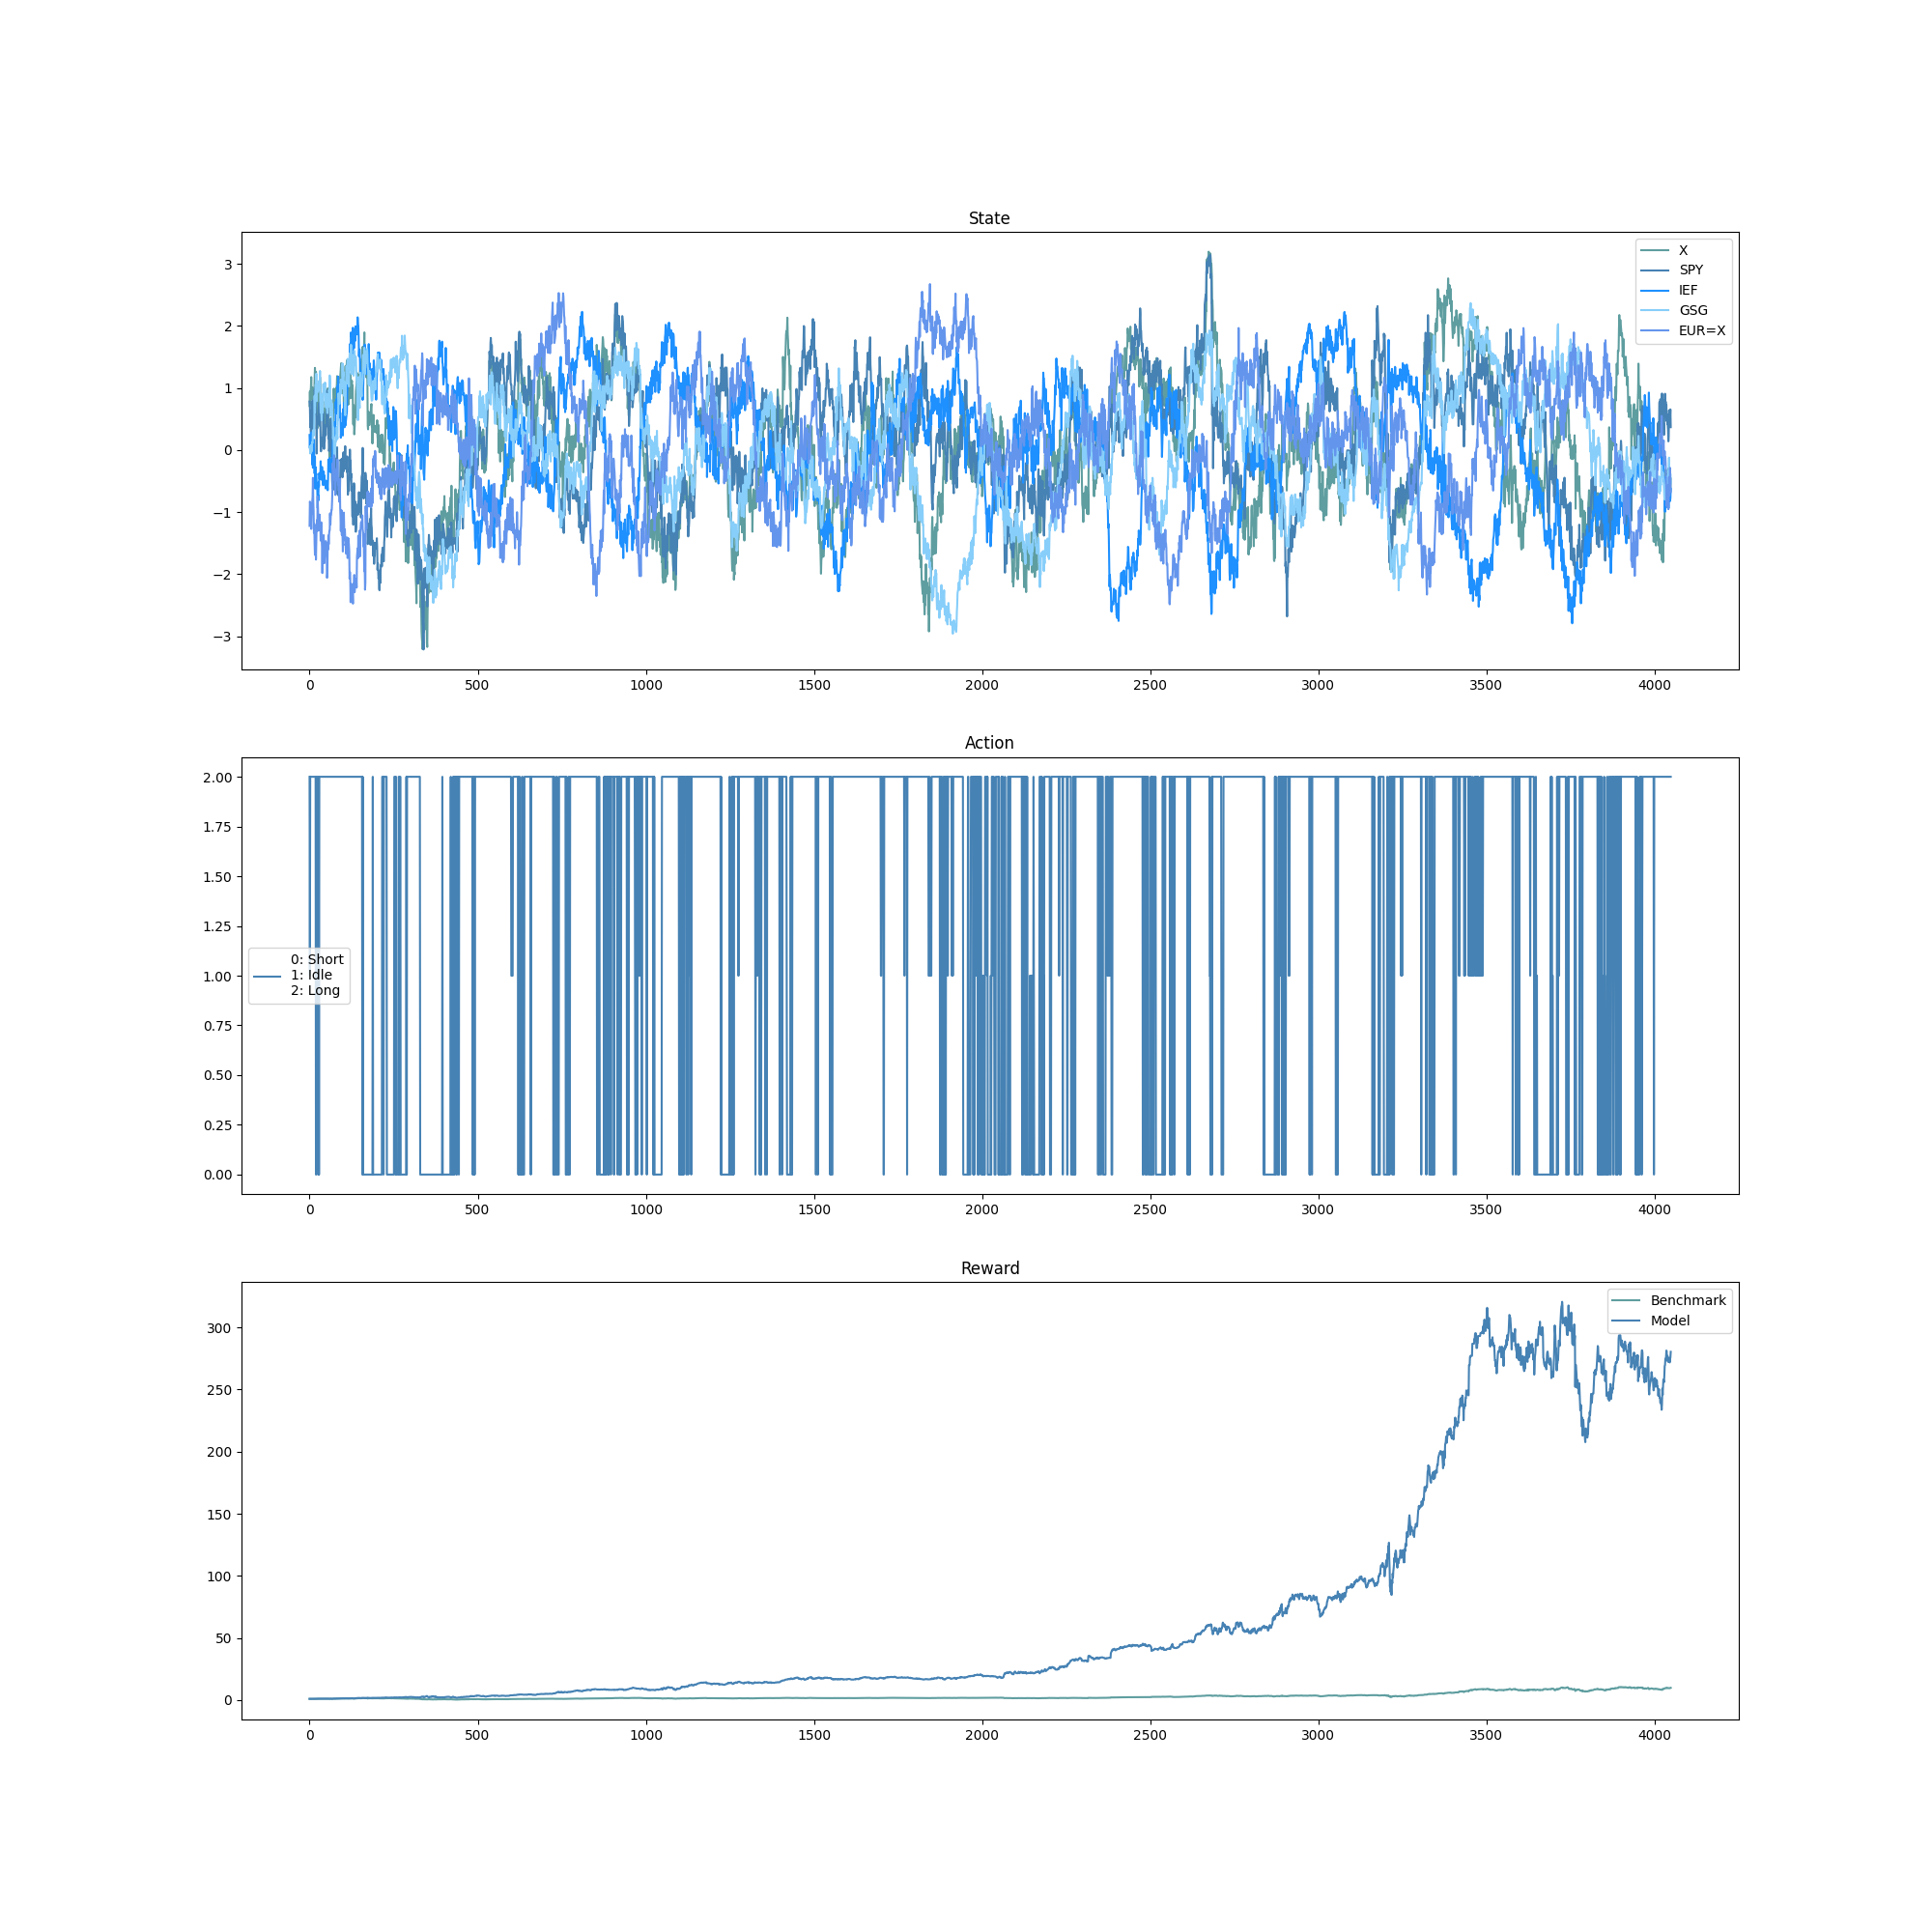 State
3
2
1
0
−1
−2
−3
X
SPY
IEF
GSG
EUR=X
0 500 1000 1500 2000 2500 3000 3500 4000
Action
2.00
1.75
1.50
1.25
1.00
0.75
0.50
0.25
0.00
0: Short
1: Idle
2: Long
0 500 1000 1500 2000 2500 3000 3500 4000
Reward
300
250
200
150
100
50
0
Benchmark
Model
0 500 1000 1500 2000 2500 3000 3500 4000